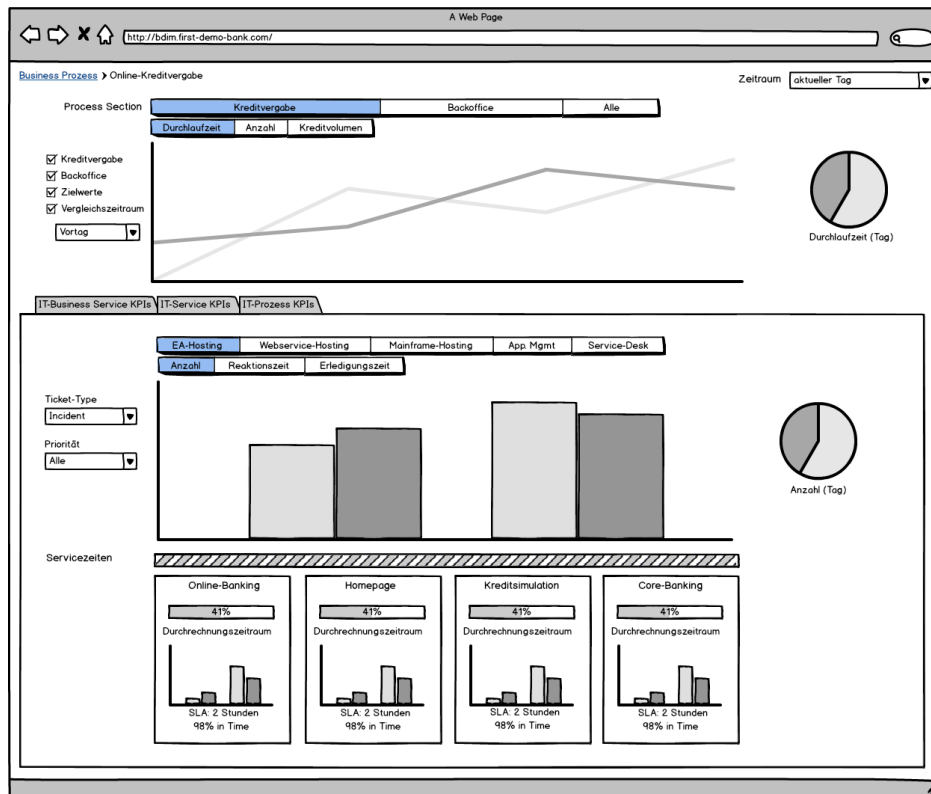 A Web Page
http://bdim.first-demo-bank.com/
Business Prozess > Online-Kreditvergabe
Zeitraum aktueller Tag
Process Section Kreditvergabe Backoffice Alle
Durchlaufzeit Anzahl Kreditvolumen
Kreditvergabe
Backoffice
Zielwerte
Vergleichszeitraum
Vortag
Durchlaufzeit (Tag)
IT-Business Service KPIs IT-Service KPIs IT-Prozess KPIs
EA-Hosting Webservice-Hosting Mainframe-Hosting App. Mgmt Service-Desk
Anzahl Reaktionszeit Erledigungszeit
Ticket-Type
Incident
Priorität
Alle
Anzahl (Tag)
Servicezeiten
Online-Banking Homepage Kreditsimulation Core-Banking
41% 41% 41% 41%
Durchrechnungszeitraum Durchrechnungszeitraum Durchrechnungszeitraum Durchrechnungszeitraum
SLA: 2 Stunden SLA: 2 Stunden SLA: 2 Stunden SLA: 2 Stunden
98% in Time 98% in Time 98% in Time 98% in Time